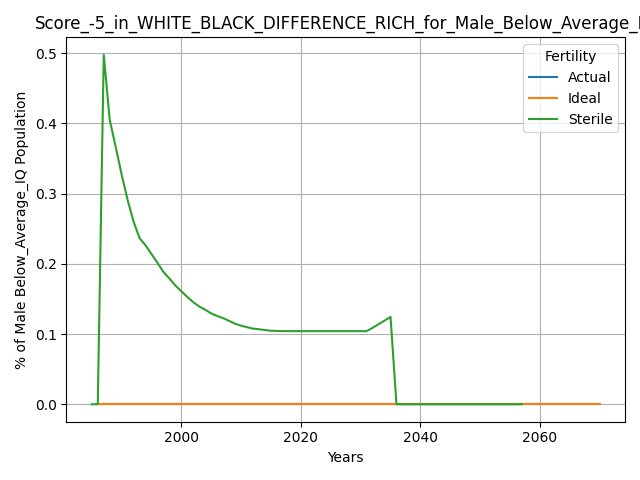 Score_-5_in_WHITE_BLACK_DIFFERENCE_RICH_for_Male_Below_Average_
Fertility
Actual
Ideal
Sterile
% of Male Below_Average_IQ Population
0.5
0.4
0.3
0.2
0.1
0.0
2000
2020
2040
2060
Years